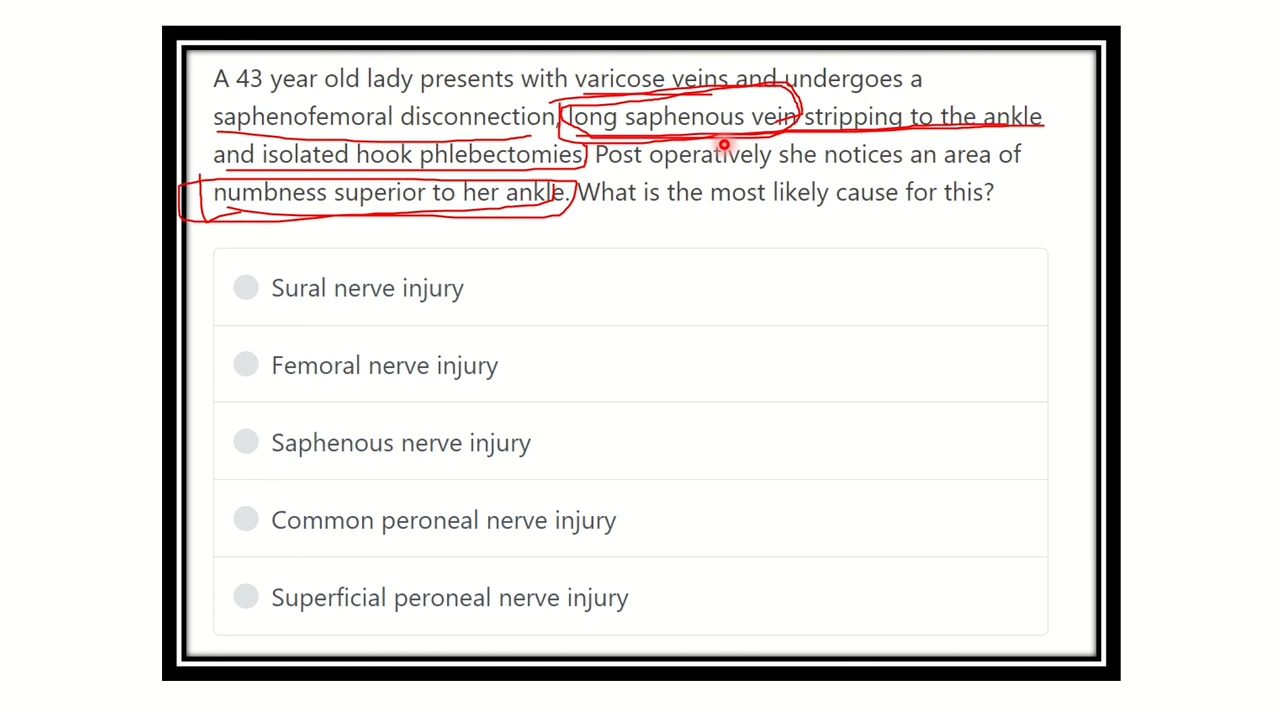 A 43 year old lady presents with varicose veins and undergoes a
saphenofemoral disconnection, long saphenous vein stripping to the ankle
and isolated hook phlebectomies. Post operatively she notices an area of
numbness superior to her ankle. What is the most likely cause for this?
Sural nerve injury
Femoral nerve injury
Saphenous nerve injury
Common peroneal nerve injury
Superficial peroneal nerve injury